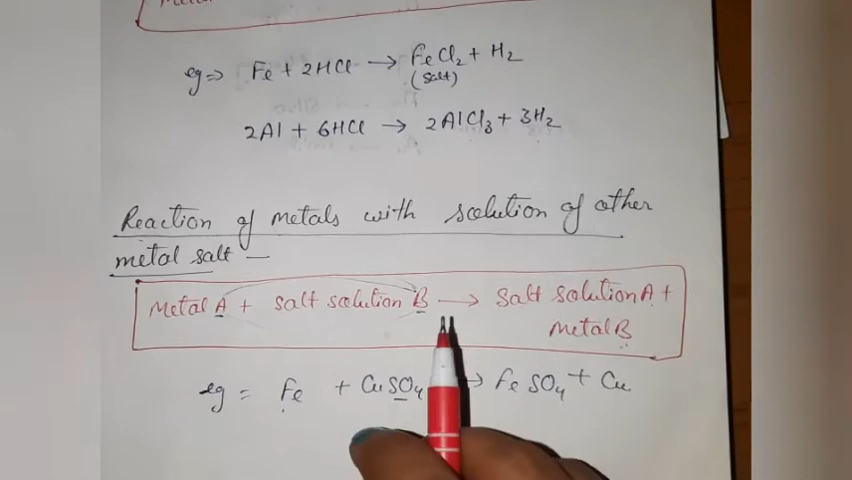 eg ⇒ Fe + 2HCl → FeCl₂ + H₂
(salt)
2Al + 6HCl → 2AlCl₃ + 3H₂
Reaction of metals with solution of other
metal salt —
Metal A + salt solution B → salt solution A +
Metal B
eg = Fe + CuSO₄ → FeSO₄ + Cu